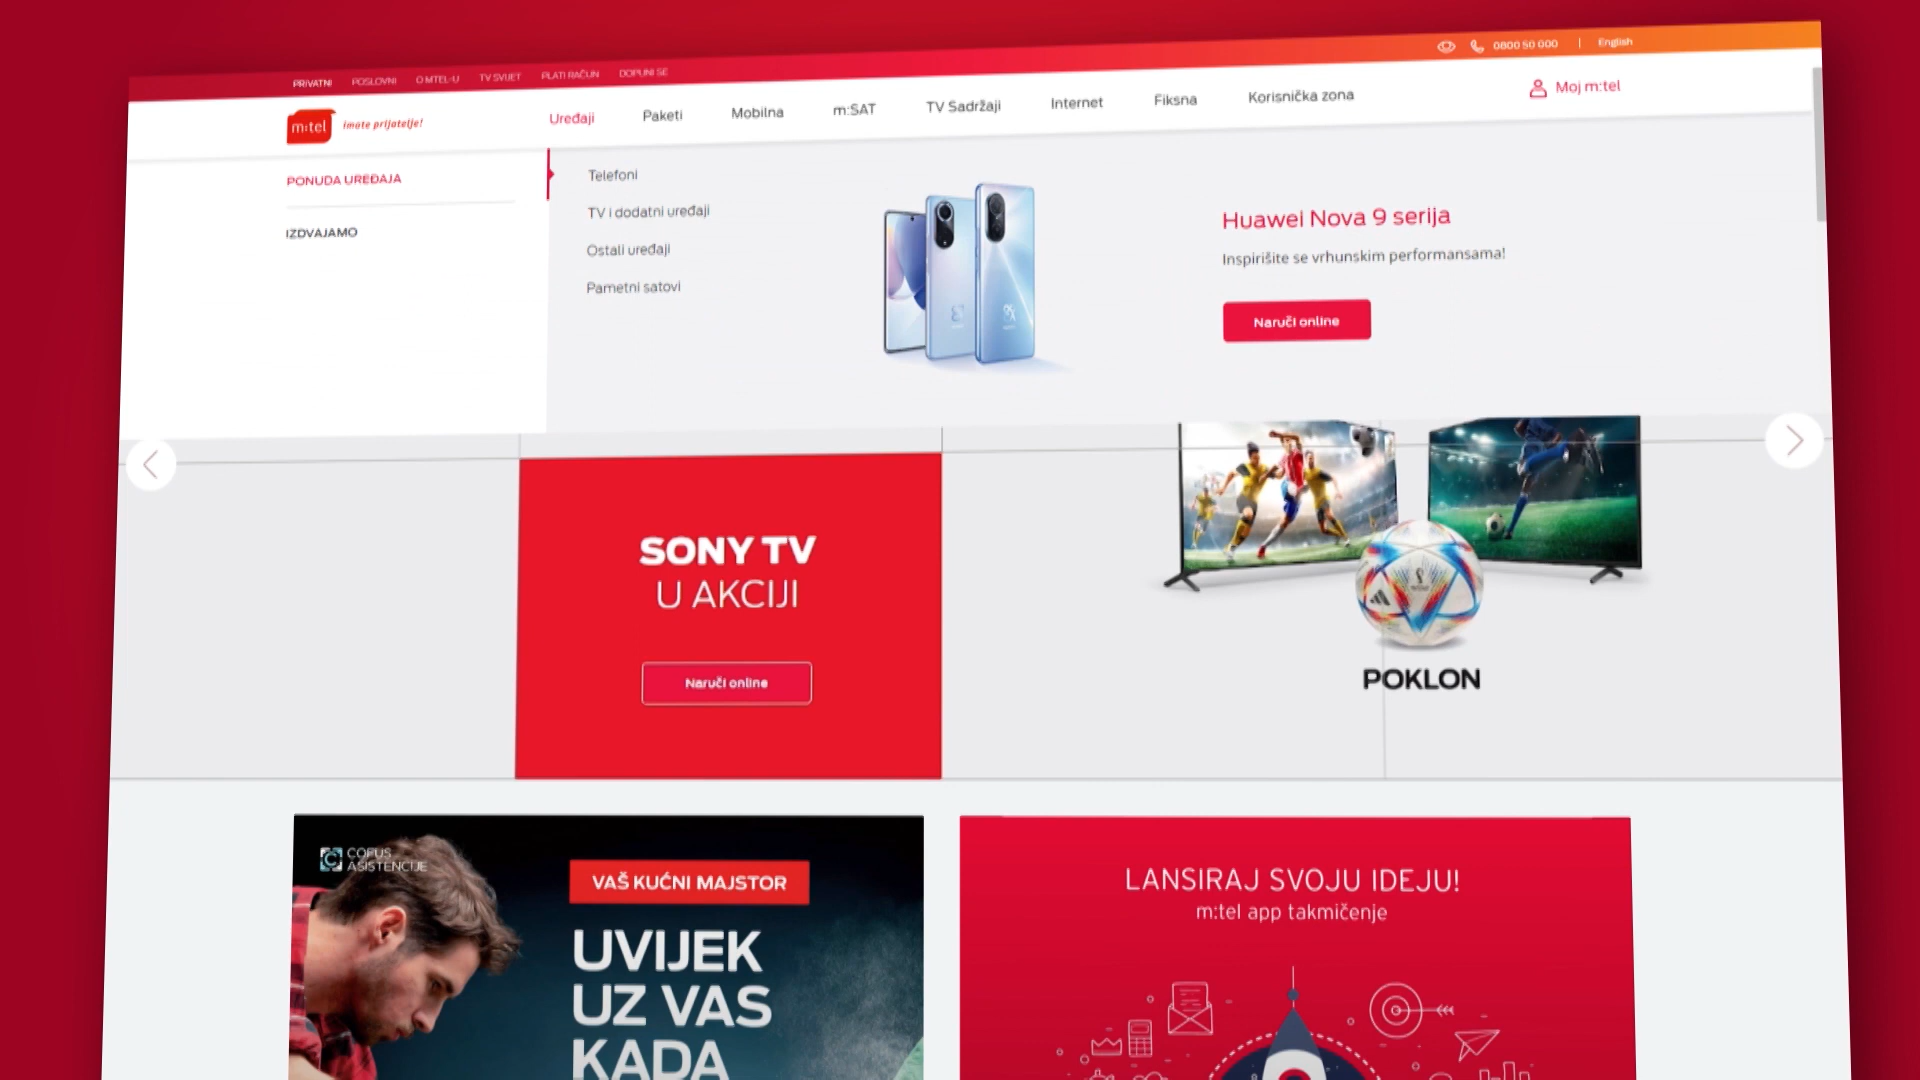 PRIVATNI POSLOVNI O MTEL-U TV SVIJET PLATI RAČUN DOPUNI SE
0800 50 000 | English
m:tel imate prijatelje!
Uređaji Paketi Mobilna m:SAT TV Sadržaji Internet Fiksna Korisnička zona
Moj m:tel
PONUDA UREĐAJA
IZDVAJAMO
Telefoni
TV i dodatni uređaji
Ostali uređaji
Pametni satovi
Huawei Nova 9 serija
Inspirišite se vrhunskim performansama!
Naruči online
SONY TV
U AKCIJI
Naruči online
POKLON
COFUS
ASISTENCIJE
VAŠ KUĆNI MAJSTOR
UVIJEK
UZ VAS
KADA
LANSIRAJ SVOJU IDEJU!
m:tel app takmičenje